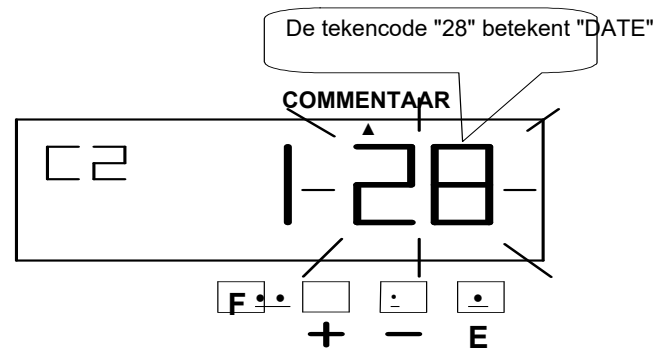 De tekencode "28" betekent "DATE"
COMMENTAAR
C2 1-28
F + - E